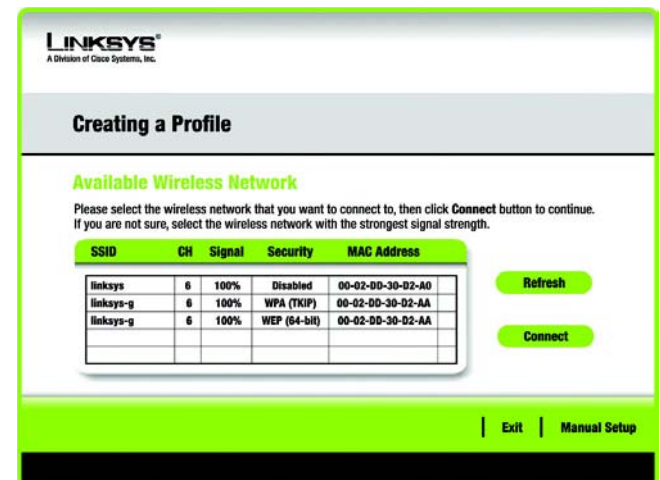 LINKSYS®
A Division of Cisco Systems, Inc.
Creating a Profile
Available Wireless Network
Please select the wireless network that you want to connect to, then click Connect button to continue.
If you are not sure, select the wireless network with the strongest signal strength.
SSID CH Signal Security MAC Address
linksys 6 100% Disabled 00-02-DD-30-D2-A0
linksys-g 6 100% WPA (TKIP) 00-02-DD-30-D2-AA
linksys-g 6 100% WEP (64-bit) 00-02-DD-30-D2-AA
Refresh
Connect
Exit Manual Setup